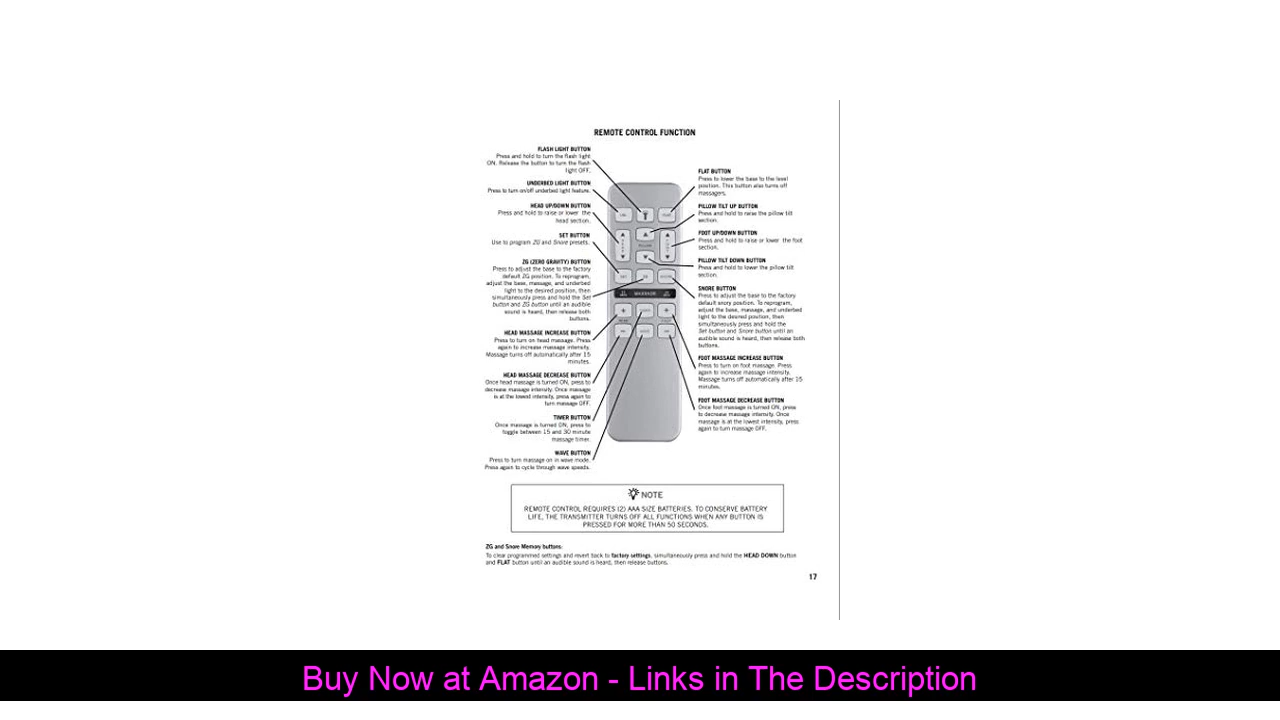 REMOTE CONTROL FUNCTION
FLASH LIGHT BUTTON
Press and hold to turn the flash light
ON. Release the button to turn the flash
light OFF.
UNDERBED LIGHT BUTTON
Press to turn on/off underbed light feature.
HEAD UP/DOWN BUTTON
Press and hold to raise or lower the
head section.
SET BUTTON
Use to program ZG and Snore presets.
ZG (ZERO GRAVITY) BUTTON
Press to adjust the base to the factory
default ZG position. To reprogram,
adjust the base, massage, and underbed
light to the desired position, then
simultaneously press and hold the Set
button and ZG button until an audible
sound is heard, then release both
buttons.
HEAD MASSAGE INCREASE BUTTON
Press to turn on head massage. Press
again to increase massage intensity.
Massage turns off automatically after 15
minutes.
HEAD MASSAGE DECREASE BUTTON
Once head massage is turned ON, press to
decrease massage intensity. Once massage
is at the lowest intensity, press again to
turn massage OFF.
TIMER BUTTON
Once massage is turned ON, press to
toggle between 15 and 30 minute
massage timer.
WAVE BUTTON
Press to turn massage on in wave mode.
Press again to cycle through wave speeds.
FLAT BUTTON
Press to lower the base to the level
position. This button also turns off
massagers.
PILLOW TILT UP BUTTON
Press and hold to raise the pillow tilt
section.
FOOT UP/DOWN BUTTON
Press and hold to raise or lower the foot
section.
PILLOW TILT DOWN BUTTON
Press and hold to lower the pillow tilt
section.
SNORE BUTTON
Press to adjust the base to the factory
default snory position. To reprogram,
adjust the base, massage, and underbed
light to the desired position, then
simultaneously press and hold the
Set button and Snore button until an
audible sound is heard, then release both
buttons.
FOOT MASSAGE INCREASE BUTTON
Press to turn on foot massage. Press
again to increase massage intensity.
Massage turns off automatically after 15
minutes.
FOOT MASSAGE DECREASE BUTTON
Once foot massage is turned ON, press
to decrease massage intensity. Once
massage is at the lowest intensity, press
again to turn massage OFF.
MASSAGE
NOTE
REMOTE CONTROL REQUIRES (2) AAA SIZE BATTERIES. TO CONSERVE BATTERY
LIFE, THE TRANSMITTER TURNS OFF ALL FUNCTIONS WHEN ANY BUTTON IS
PRESSED FOR MORE THAN 50 SECONDS.
ZG and Snore Memory buttons:
To clear programmed settings and revert back to factory settings, simultaneously press and hold the HEAD DOWN button
and FLAT button until an audible sound is heard, then release buttons.
17
Buy Now at Amazon - Links in The Description